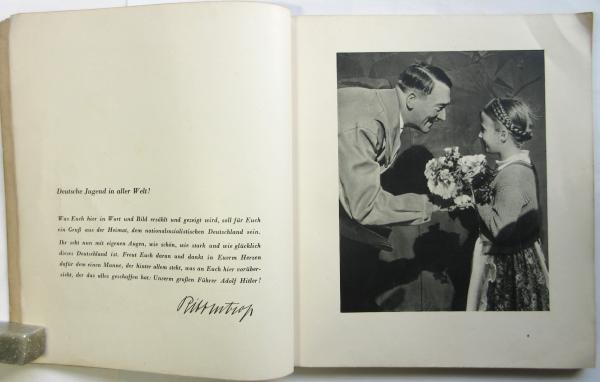 Deutsche Jugend in aller Welt!
Was Euch hier in Wort und Bild erzählt und gezeigt wird, soll für Euch
ein Gruß aus der Heimat, dem nationalsozialistischen Deutschland sein.
Ihr seht nun mit eigenen Augen, wie schön, wie stark und wie glücklich
dieses Deutschland ist. Freut Euch daran und dankt in Eurem Herzen
dafür dem einen Manne, der hinter allem steht, was an Euch hier vorüber-
zieht, der das alles geschaffen hat: Unserm großen Führer Adolf Hitler!
Ribbentrop